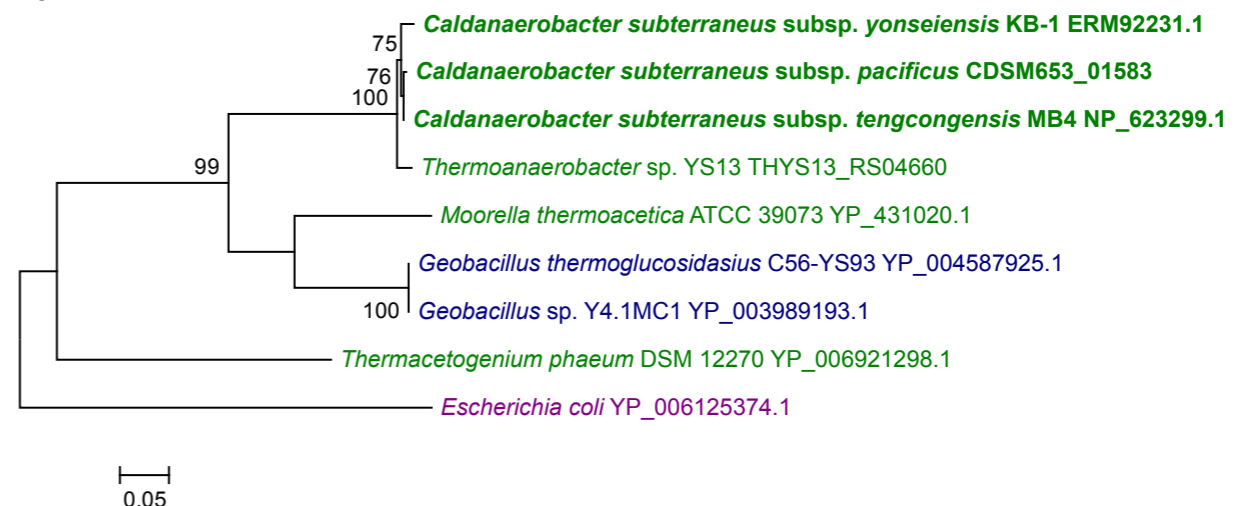 Caldanaerobacter subterraneus subsp. yonseiensis KB-1 ERM92231.1
75
Caldanaerobacter subterraneus subsp. pacificus CDSM653_01583
76
100
Caldanaerobacter subterraneus subsp. tengcongensis MB4 NP_623299.1
99
Thermoanaerobacter sp. YS13 THYS13_RS04660
Moorella thermoacetica ATCC 39073 YP_431020.1
Geobacillus thermoglucosidasius C56-YS93 YP_004587925.1
100
Geobacillus sp. Y4.1MC1 YP_003989193.1
Thermacetogenium phaeum DSM 12270 YP_006921298.1
Escherichia coli YP_006125374.1
0.05